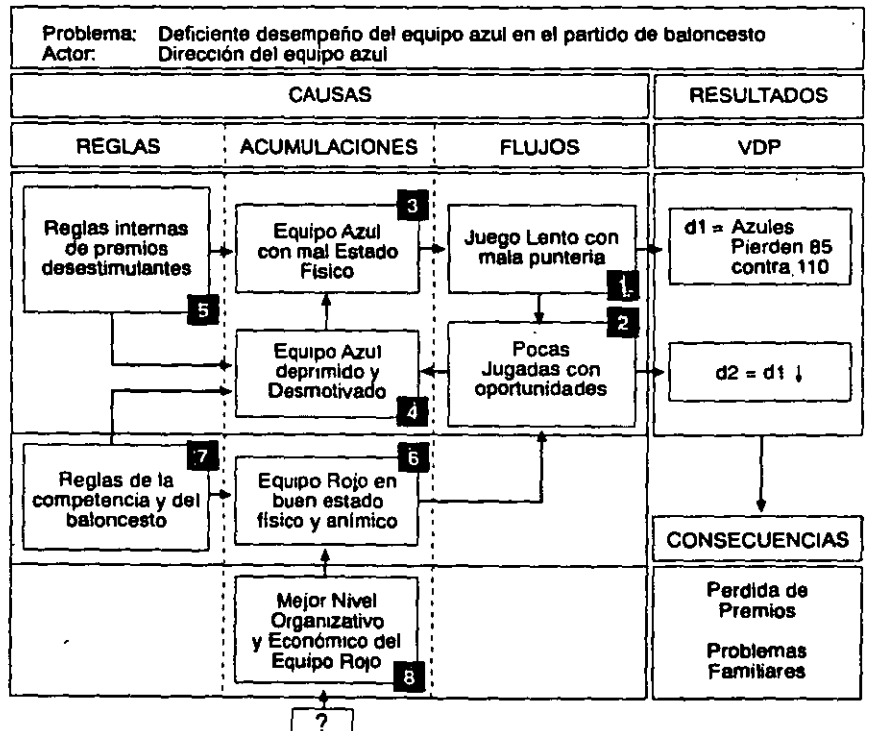 Problema: Deficiente desempeño del equipo azul en el partido de baloncesto
Actor: Dirección del equipo azul
CAUSAS
RESULTADOS
REGLAS
ACUMULACIONES
FLUJOS
VDP
Reglas internas
de premios
desestimulantes
5
3
Equipo Azul
con mal Estado
Físico
Juego Lento con
mala puntería
1
d1 = Azules
Pierden 85
contra 110
Equipo Azul
deprimido y
Desmotivado
4
2
Pocas
Jugadas con
oportunidades
d2 = d1 ↓
7
Reglas de la
competencia y del
baloncesto
6
Equipo Rojo en
buen estado
físico y anímico
CONSECUENCIAS
Mejor Nivel
Organizativo
y Económico del
Equipo Rojo
8
Perdida de
Premios
Problemas
Familiares
?